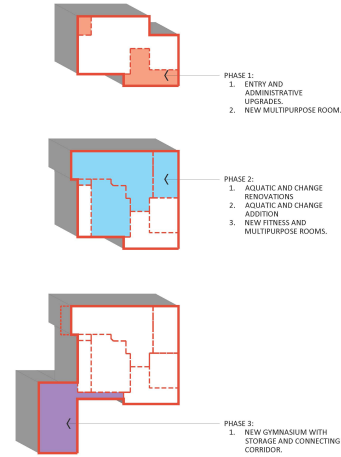 PHASE 1:
1. ENTRY AND
ADMINISTRATIVE
UPGRADES.
2. NEW MULTIPURPOSE ROOM.
PHASE 2:
1. AQUATIC AND CHANGE
RENOVATIONS
2. AQUATIC AND CHANGE
ADDITION
3. NEW FITNESS AND
MULTIPURPOSE ROOMS.
PHASE 3:
1. NEW GYMNASIUM WITH
STORAGE AND CONNECTING
CORRIDOR.